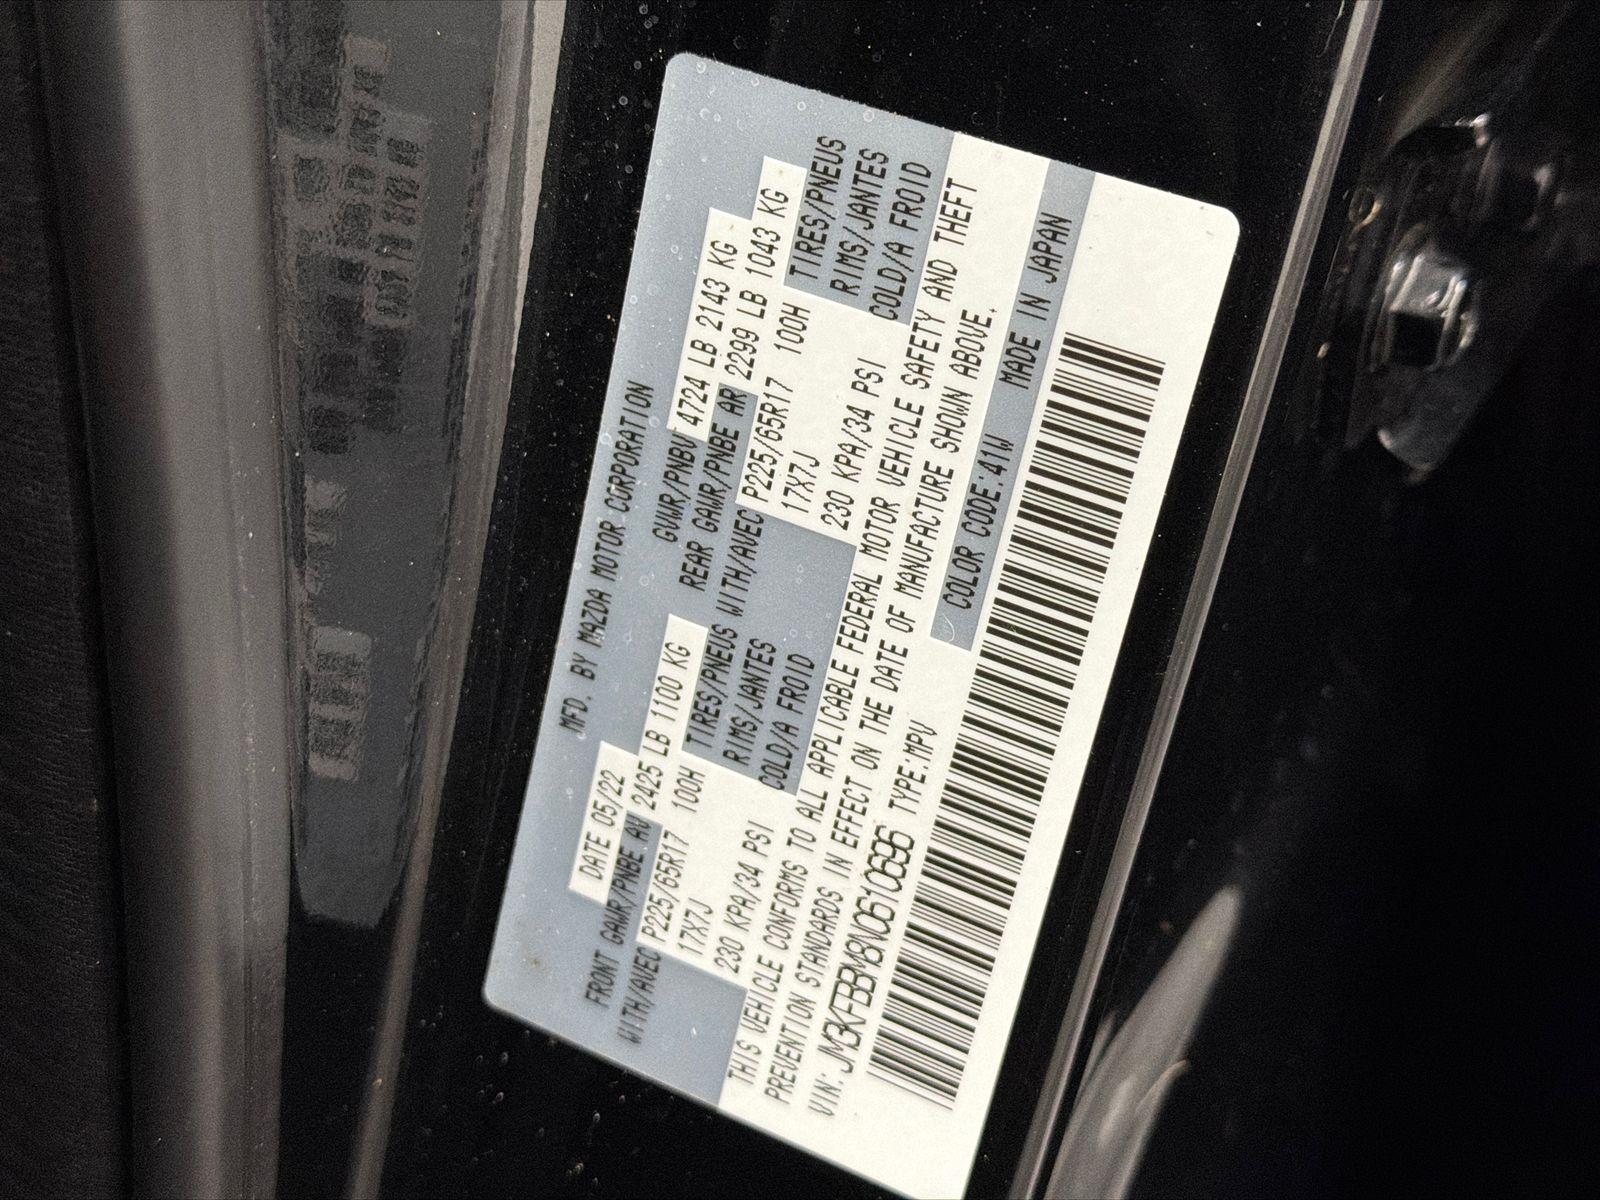 MFD. BY MAZDA MOTOR CORPORATION
DATE 05/22 GVWR/PNBV 4724 LB 2143 KG
FRONT GAWR/PNBE AV 2425 LB 1100 KG REAR GAWR/PNBE AR 2299 LB 1043 KG
WITH/AVEC P225/65R17 100H TIRES/PNEUS WITH/AVEC P225/65R17 100H TIRES/PNEUS
17X7J RIMS/JANTES 17X7J RIMS/JANTES
230 KPA/34 PSI COLD/A FROID 230 KPA/34 PSI COLD/A FROID
THIS VEHICLE CONFORMS TO ALL APPLICABLE FEDERAL MOTOR VEHICLE SAFETY AND THEFT
PREVENTION STANDARDS IN EFFECT ON THE DATE OF MANUFACTURE SHOWN ABOVE.
VIN: JM3KFBBM8N0610696 TYPE:MPV COLOR CODE:41W MADE IN JAPAN